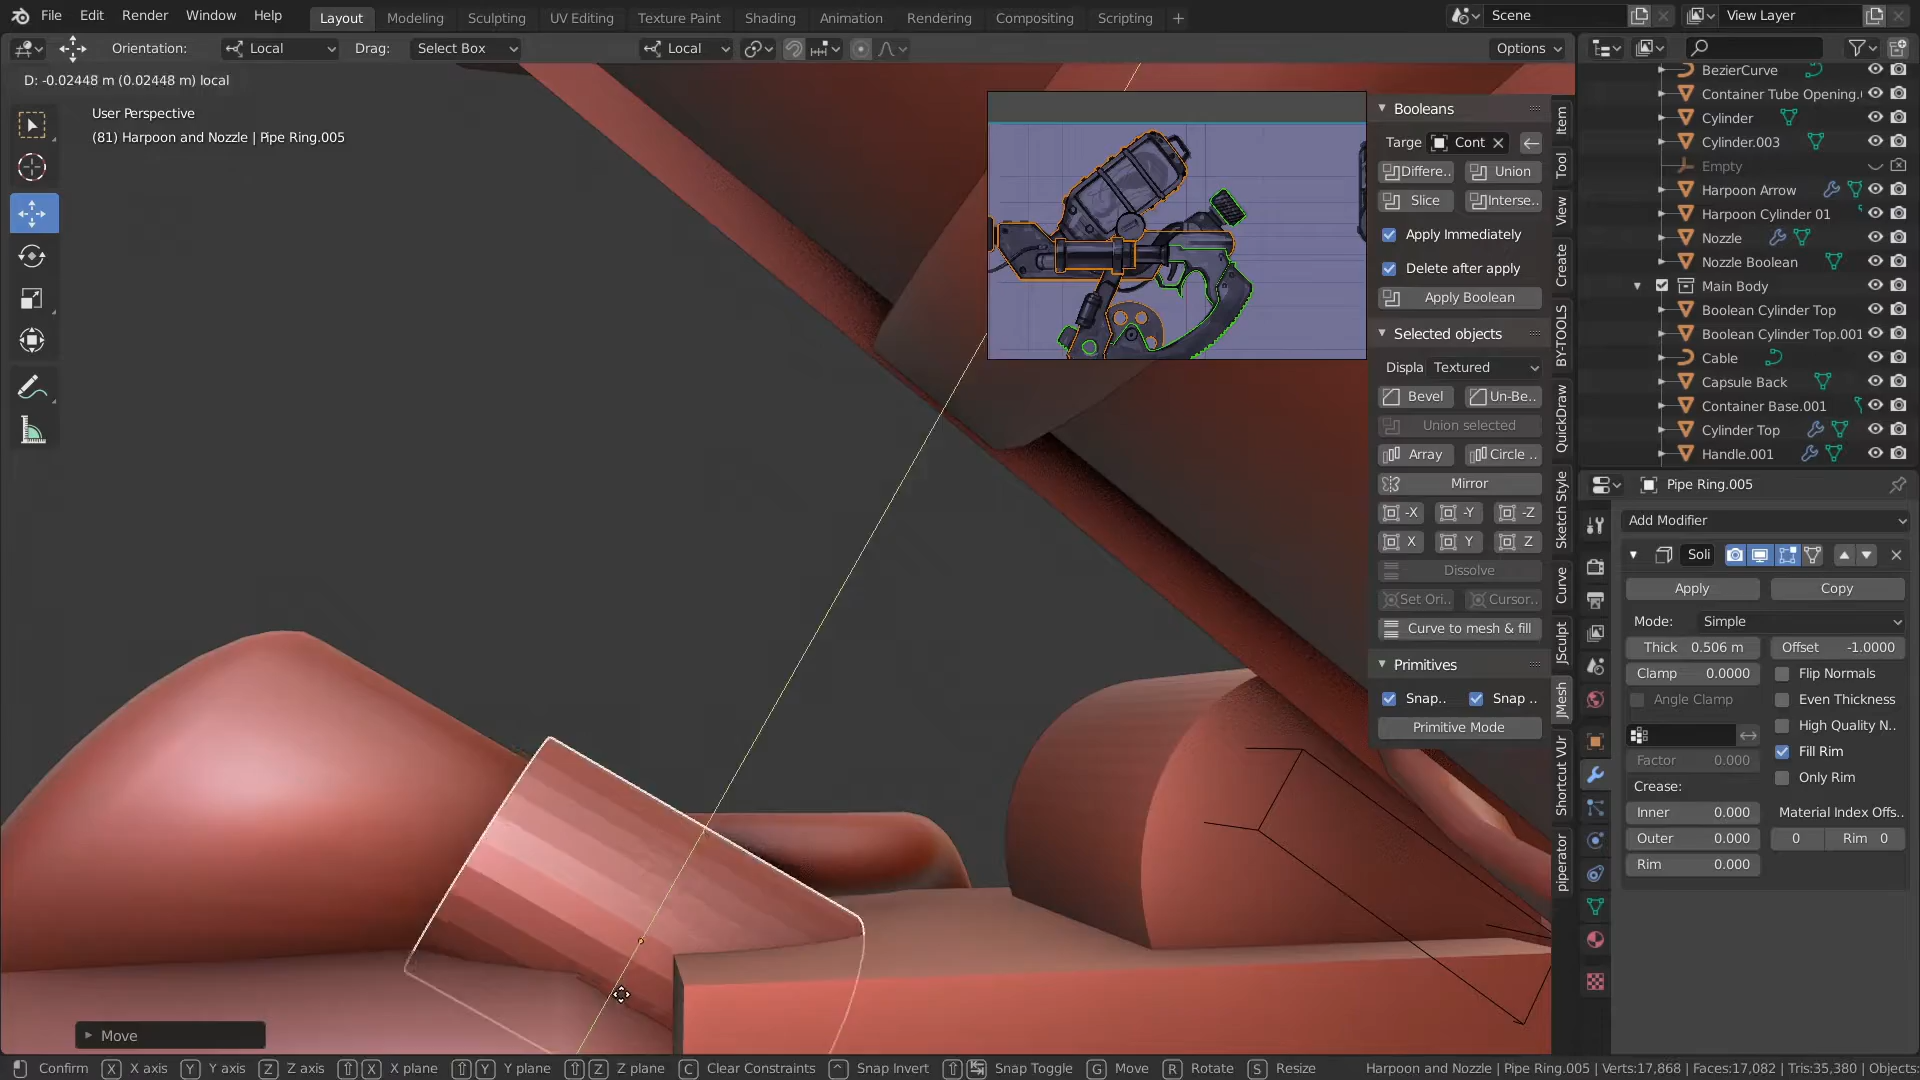 File Edit Render Window Help
Layout Modeling Sculpting UV Editing Texture Paint Shading Animation Rendering Compositing Scripting +
Scene
View Layer
Orientation: Local Drag: Select Box
Local
Options
D: -0.02448 m (0.02448 m) local
User Perspective
(81) Harpoon and Nozzle | Pipe Ring.005
Booleans
Targe Cont
Differe.. Union
Slice Interse..
Apply Immediately
Delete after apply
Apply Boolean
Selected objects
Displa Textured
Bevel Un-Be..
Union selected
Array Circle ..
Mirror
-X -Y -Z
X Y Z
Dissolve
Set Ori.. Cursor..
Curve to mesh & fill
Primitives
Snap.. Snap ..
Primitive Mode
Item
Tool
View
Create
BY-TOOLS
QuickDraw
Sketch Style
Curve
JSculpt
JMesh
Shortcut VUr
piperator
BezierCurve
Container Tube Opening.
Cylinder
Cylinder.003
Empty
Harpoon Arrow
Harpoon Cylinder 01
Nozzle
Nozzle Boolean
Main Body
Boolean Cylinder Top
Boolean Cylinder Top.001
Cable
Capsule Back
Container Base.001
Cylinder Top
Handle.001
Pipe Ring.005
Add Modifier
Soli
Apply Copy
Mode: Simple
Thick 0.506 m Offset -1.0000
Clamp 0.0000 Flip Normals
Angle Clamp Even Thickness
High Quality N..
Factor 0.000 Fill Rim
Crease: Only Rim
Inner 0.000 Material Index Offs..
Outer 0.000 0 Rim 0
Rim 0.000
Move
Confirm X X axis Y Y axis Z Z axis X X plane Y Y plane Z Z plane C Clear Constraints Snap Invert Snap Toggle G Move R Rotate S Resize
Harpoon and Nozzle | Pipe Ring.005 | Verts:17,868 | Faces:17,082 | Tris:35,380 | Objects: